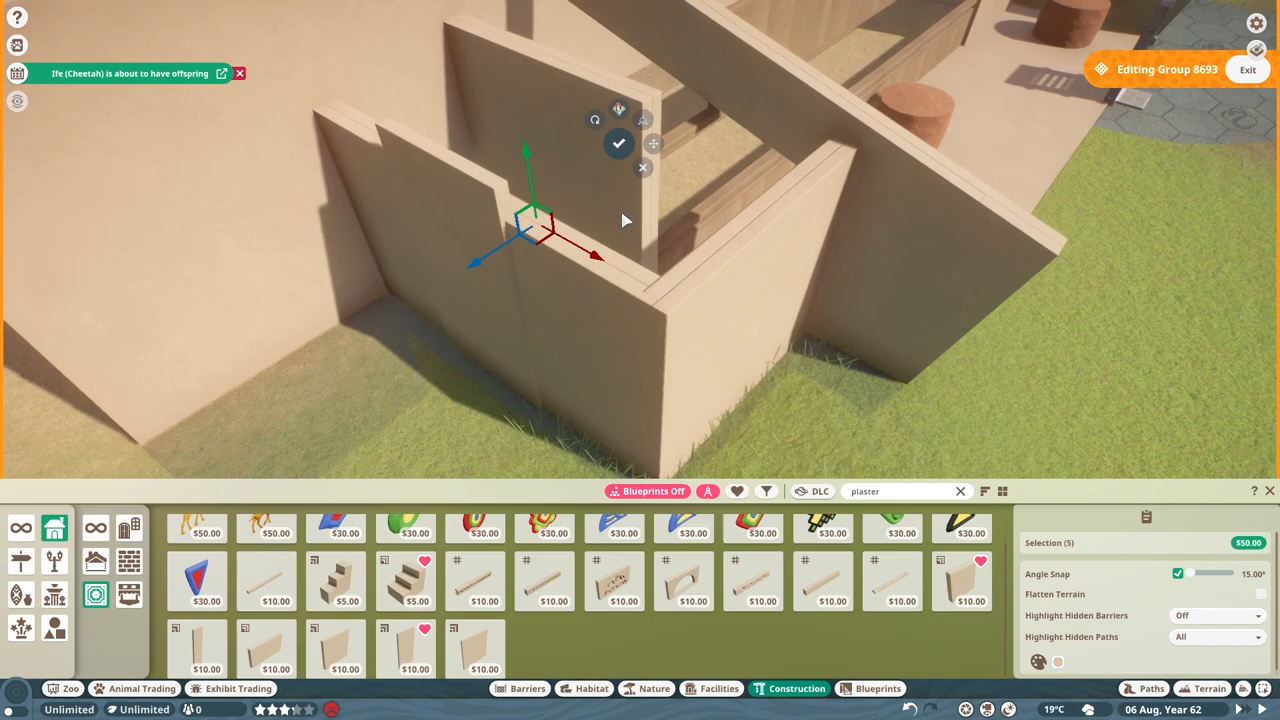 ?
Ife (Cheetah) is about to have offspring
Editing Group 8693
Exit
Blueprints Off
DLC
plaster
?
$50.00
$50.00
$30.00
$30.00
$30.00
$30.00
$30.00
$30.00
$30.00
$30.00
$30.00
$30.00
$30.00
$10.00
$5.00
$5.00
$10.00
$10.00
$10.00
$10.00
$10.00
$10.00
$10.00
$10.00
$10.00
$10.00
$10.00
$10.00
$10.00
Selection (5)
$50.00
Angle Snap
15.00°
Flatten Terrain
Highlight Hidden Barriers
Off
Highlight Hidden Paths
All
Zoo
Animal Trading
Exhibit Trading
Barriers
Habitat
Nature
Facilities
Construction
Blueprints
Paths
Terrain
Unlimited
Unlimited
0
19°C
06 Aug, Year 62